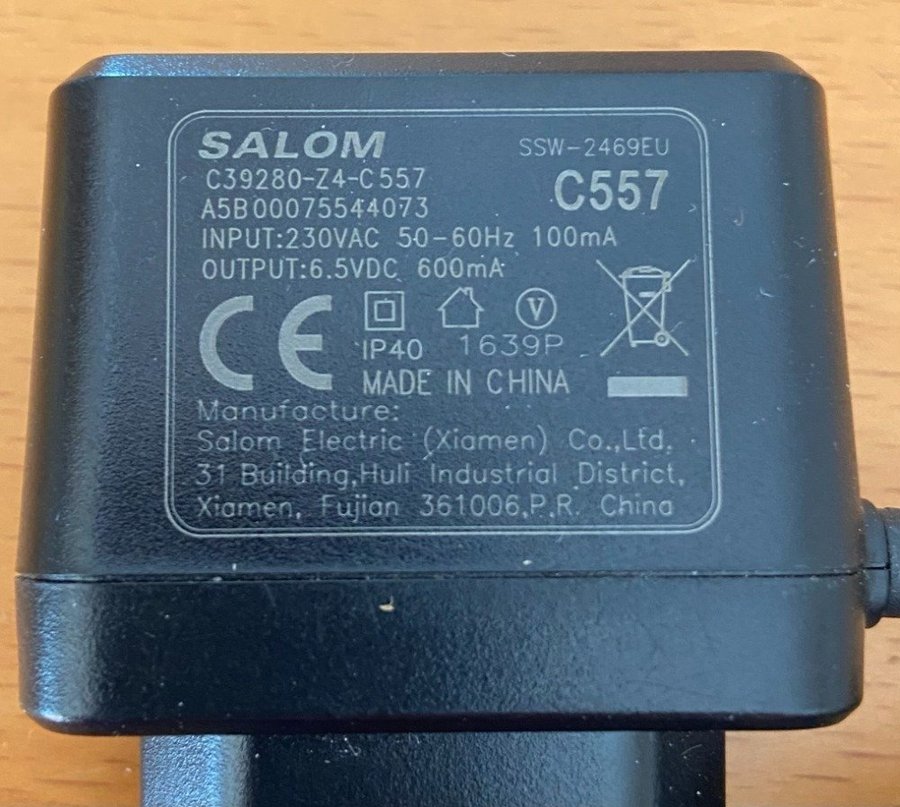 SALOM
SSW-2469EU
C39280-Z4-C557
C557
A5B00075544073
INPUT:230VAC 50-60Hz 100mA
OUTPUT:6.5VDC 600mA
CE
V
IP40 1639P
MADE IN CHINA
Manufacture:
Salom Electric (Xiamen) Co.,Ltd.
31 Building,Huli Industrial District,
Xiamen, Fujian 361006,P.R. China